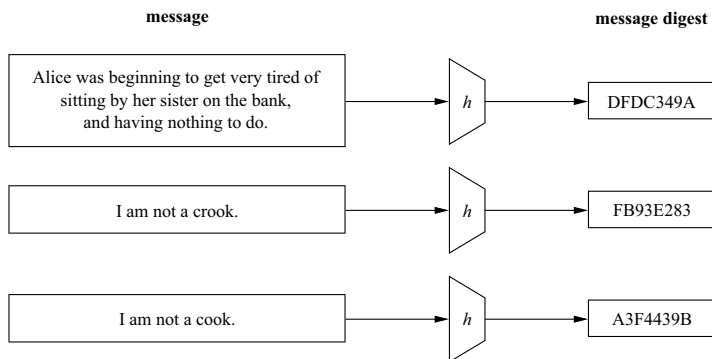 message
message digest
Alice was beginning to get very tired of
sitting by her sister on the bank,
and having nothing to do.
h
DFDC349A
I am not a crook.
h
FB93E283
I am not a cook.
h
A3F4439B